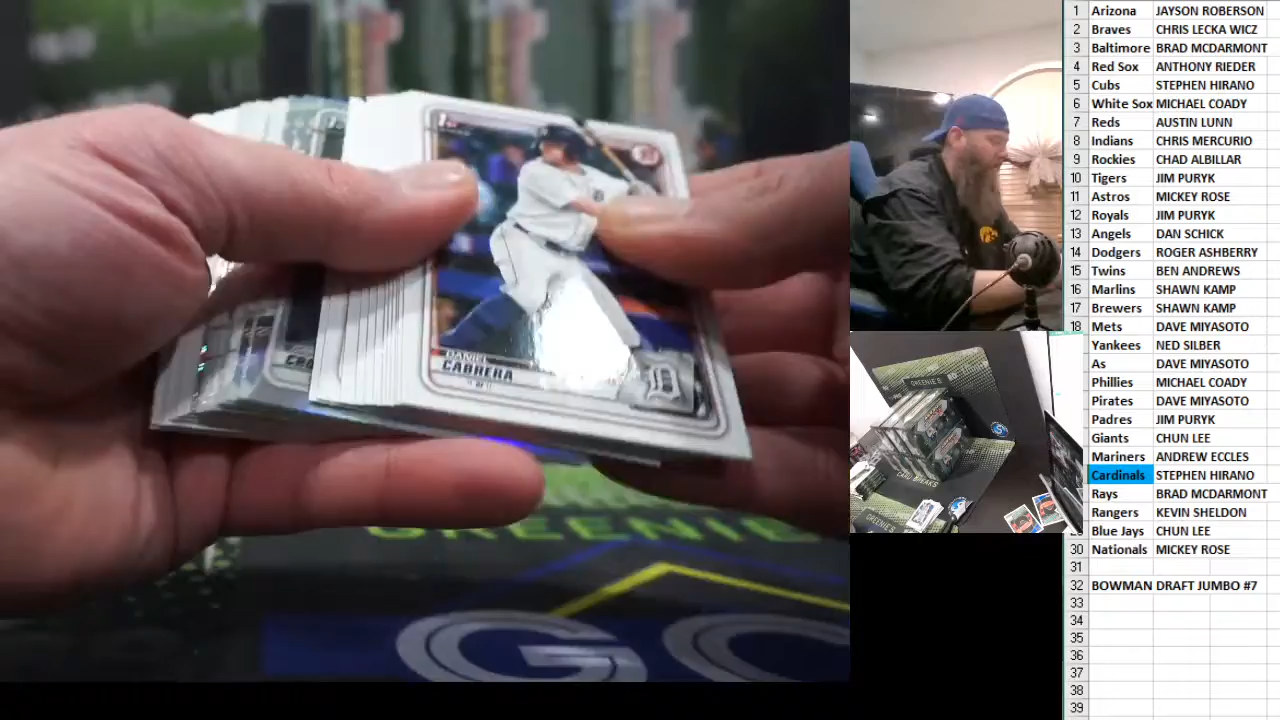 1st
DANIEL
CABRERA
D
GREENIE
GC
GREENIE'S
CARD BREAKS
1 Arizona JAYSON ROBERSON
2 Braves CHRIS LECKA WICZ
3 Baltimore BRAD MCDARMONT
4 Red Sox ANTHONY RIEDER
5 Cubs STEPHEN HIRANO
6 White Sox MICHAEL COADY
7 Reds AUSTIN LUNN
8 Indians CHRIS MERCURIO
9 Rockies CHAD ALBILLAR
10 Tigers JIM PURYK
11 Astros MICKEY ROSE
12 Royals JIM PURYK
13 Angels DAN SCHICK
14 Dodgers ROGER ASHBERRY
15 Twins BEN ANDREWS
16 Marlins SHAWN KAMP
17 Brewers SHAWN KAMP
18 Mets DAVE MIYASOTO
Yankees NED SILBER
As DAVE MIYASOTO
Phillies MICHAEL COADY
Pirates DAVE MIYASOTO
Padres JIM PURYK
Giants CHUN LEE
Mariners ANDREW ECCLES
Cardinals STEPHEN HIRANO
Rays BRAD MCDARMONT
Rangers KEVIN SHELDON
Blue Jays CHUN LEE
30 Nationals MICKEY ROSE
31
32 BOWMAN DRAFT JUMBO #7
33
34
35
36
37
38
39